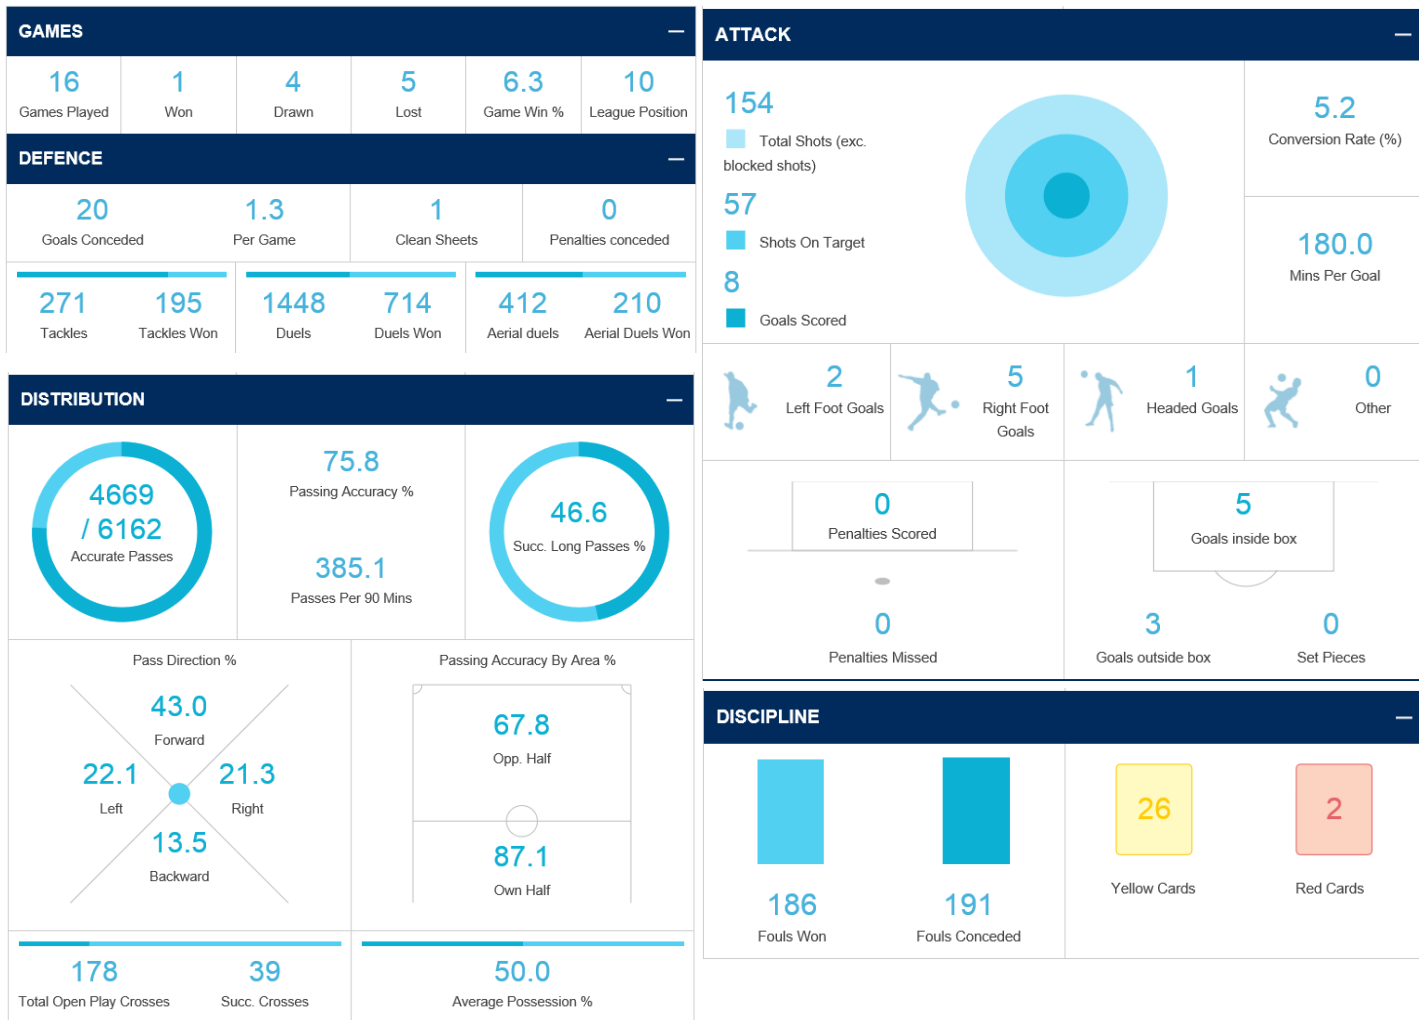 GAMES
16 1 4 5 6.3 10
Games Played Won Drawn Lost Game Win % League Position
DEFENCE
20 1.3 1 0
Goals Conceded Per Game Clean Sheets Penalties conceded
271 195 1448 714 412 210
Tackles Tackles Won Duels Duels Won Aerial duels Aerial Duels Won
DISTRIBUTION
4669
/ 6162
Accurate Passes
75.8
Passing Accuracy %
385.1
Passes Per 90 Mins
46.6
Succ. Long Passes %
Pass Direction %
43.0
Forward
22.1 21.3
Left Right
13.5
Backward
Passing Accuracy By Area %
67.8
Opp. Half
87.1
Own Half
178 39
Total Open Play Crosses Succ. Crosses
50.0
Average Possession %
ATTACK
154
Total Shots (exc.
blocked shots)
57
Shots On Target
8
Goals Scored
5.2
Conversion Rate (%)
180.0
Mins Per Goal
2
Left Foot Goals
5
Right Foot
Goals
1
Headed Goals
0
Other
0
Penalties Scored
0
Penalties Missed
5
Goals inside box
3 0
Goals outside box Set Pieces
DISCIPLINE
186 191
Fouls Won Fouls Conceded
26 2
Yellow Cards Red Cards